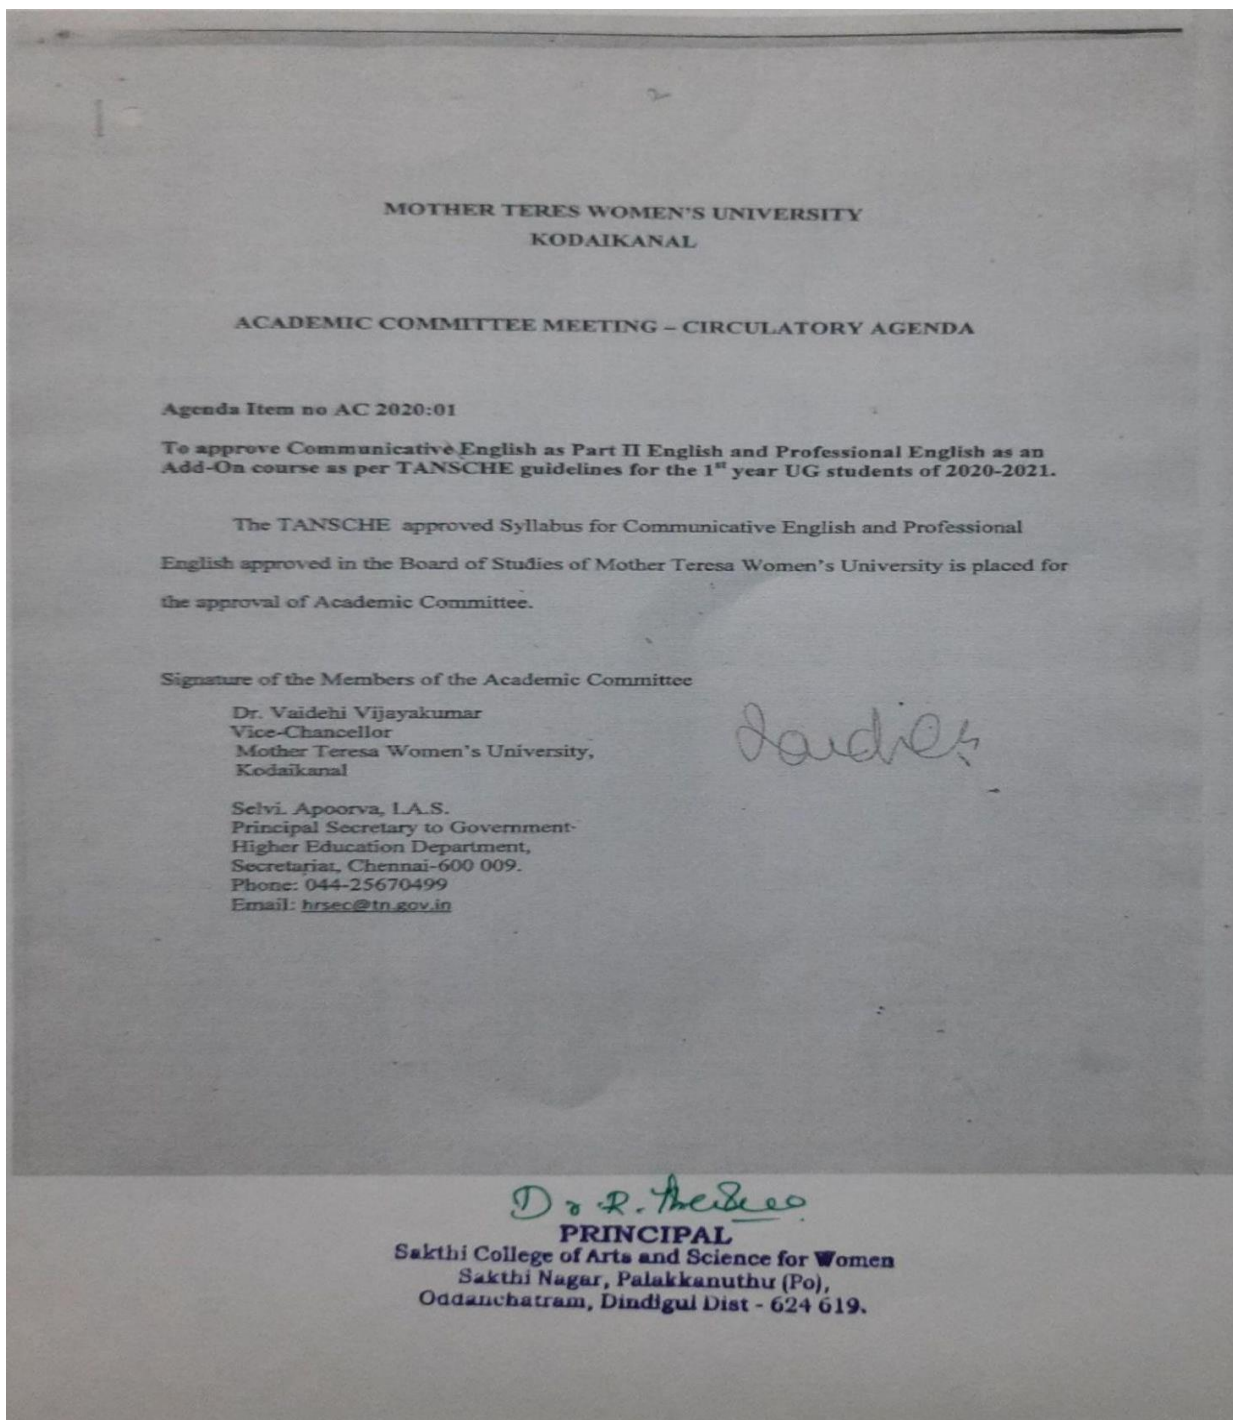 2
MOTHER TERES WOMEN'S UNIVERSITY
KODAIKANAL
ACADEMIC COMMITTEE MEETING – CIRCULATORY AGENDA
Agenda Item no AC 2020:01
To approve Communicative English as Part II English and Professional English as an
Add-On course as per TANSCHE guidelines for the 1st year UG students of 2020-2021.
The TANSCHE approved Syllabus for Communicative English and Professional
English approved in the Board of Studies of Mother Teresa Women's University is placed for
the approval of Academic Committee.
Signature of the Members of the Academic Committee
Dr. Vaidehi Vijayakumar
Vice-Chancellor
Mother Teresa Women's University,
Kodaikanal
Selvi. Apoorva, I.A.S.
Principal Secretary to Government
Higher Education Department,
Secretariat, Chennai-600 009.
Phone: 044-25670499
Email: hrsec@tn.gov.in
Dr. R.
PRINCIPAL
Sakthi College of Arts and Science for Women
Sakthi Nagar, Palakkanuthu (Po),
Oddanchatram, Dindigul Dist - 624 619.